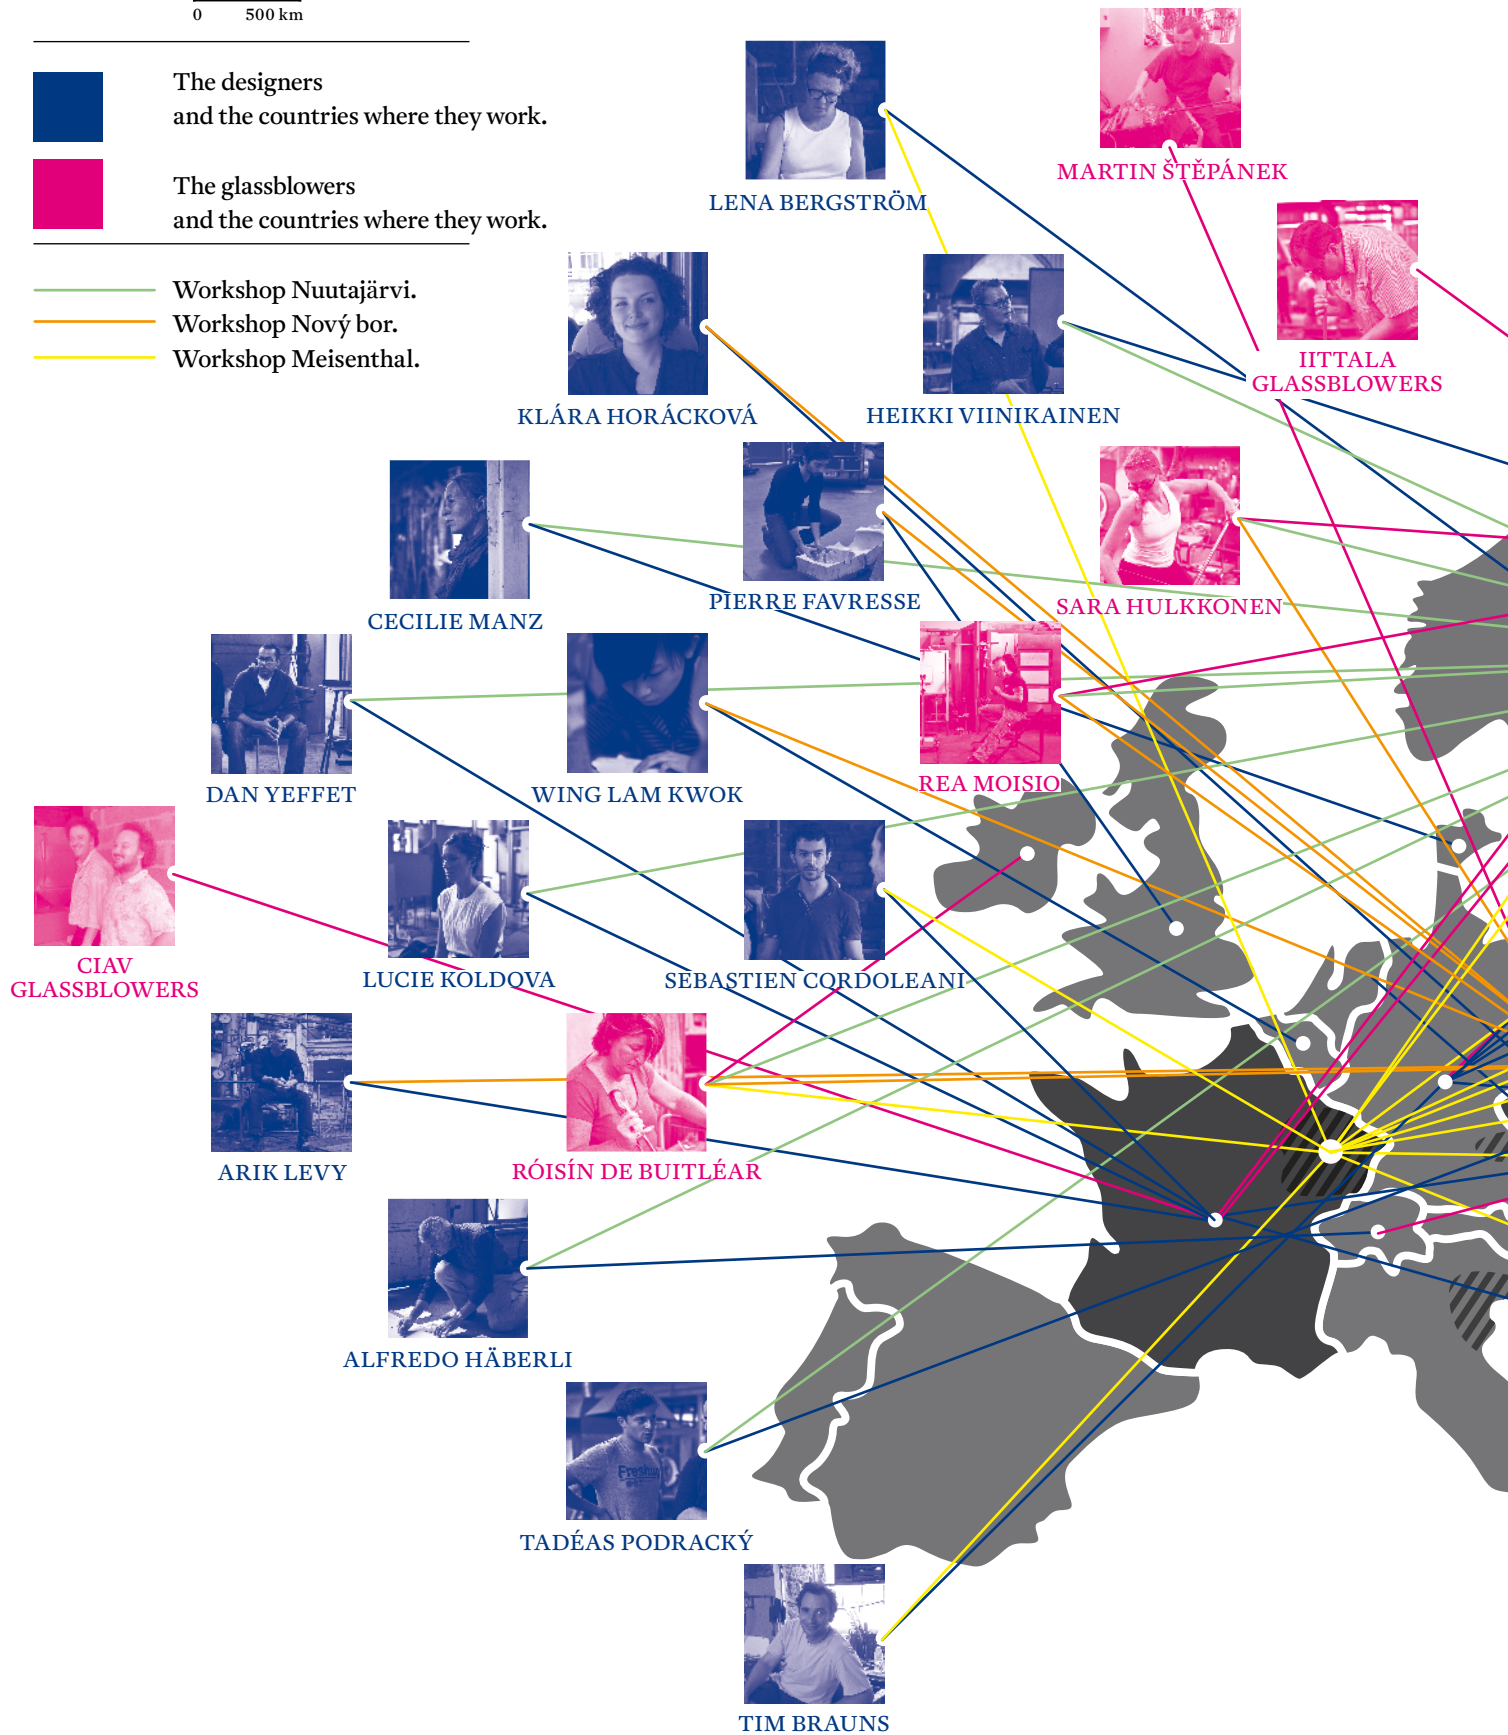 0 500 km
The designers
and the countries where they work.
The glassblowers
and the countries where they work.
Workshop Nuutajärvi.
Workshop Nový bor.
Workshop Meisenthal.
LENA BERGSTRÖM
MARTIN ŠTĚPÁNEK
IITTALA
GLASSBLOWERS
KLÁRA HORÁCKOVÁ
HEIKKI VIINIKAINEN
CECILIE MANZ
PIERRE FAVRESSE
SARA HULKKONEN
DAN YEFFET
WING LAM KWOK
REA MOISIO
CIAV
GLASSBLOWERS
LUCIE KOLDOVA
SEBASTIEN CORDOLEANI
ARIK LEVY
RÓISÍN DE BUITLÉAR
ALFREDO HÄBERLI
TADÉAS PODRACKÝ
TIM BRAUNS